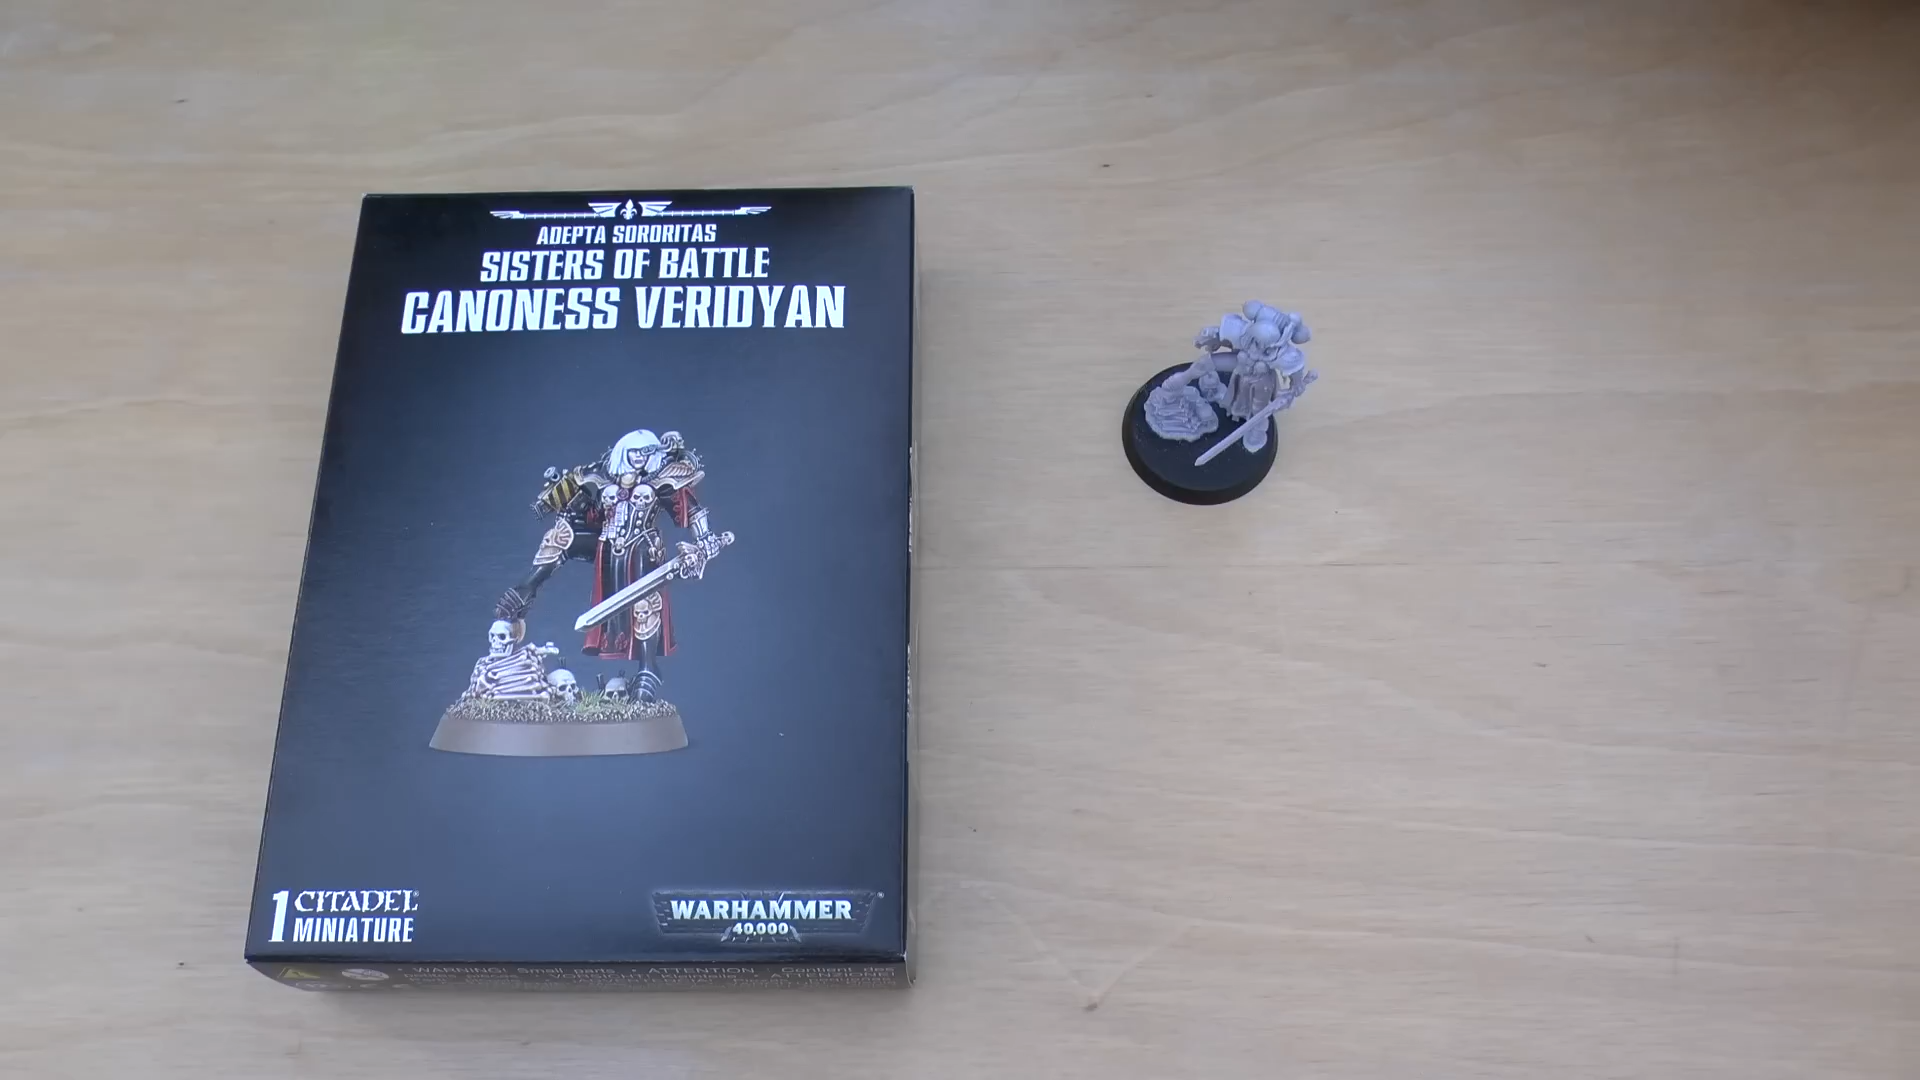 ADEPTA SORORITAS
SISTERS OF BATTLE
CANONESS VERIDYAN
1 CITADEL
MINIATURE
WARHAMMER
40,000
• WARNING! Small parts. • ATTENTION